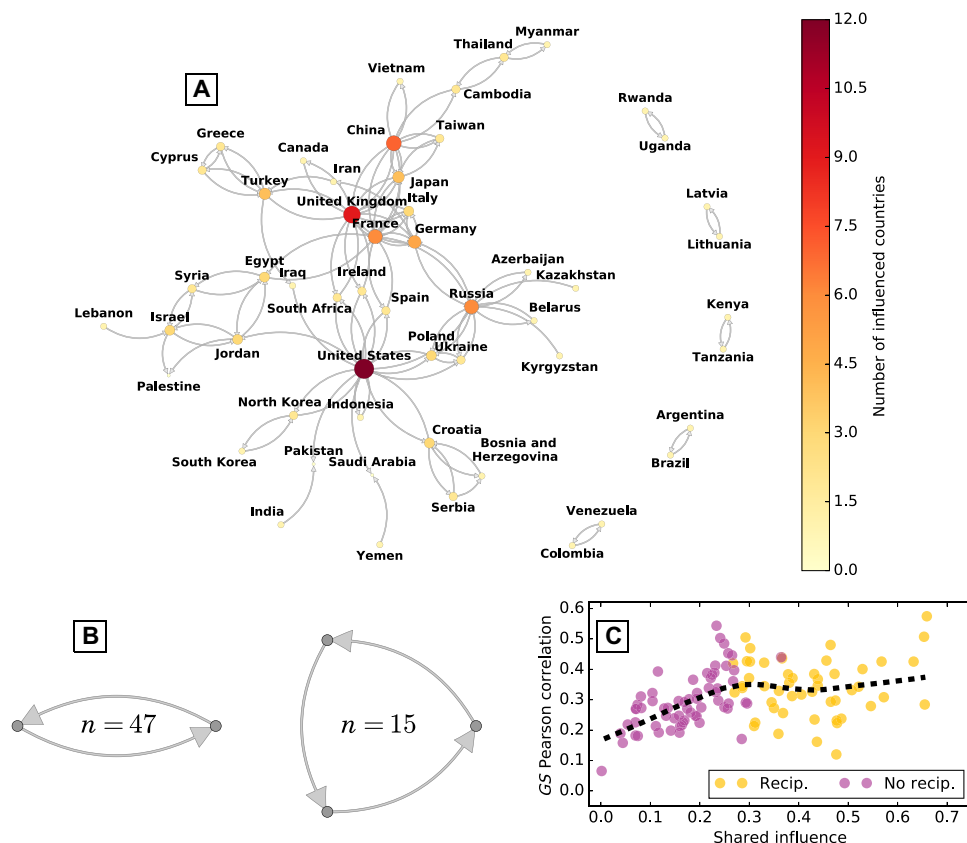 A
Myanmar
Thailand
Vietnam
Cambodia
Greece
China
Taiwan
Canada
Cyprus
Iran
Turkey
Japan
United Kingdom
Italy
France
Germany
Egypt
Syria
Iraq
Ireland
South Africa
Spain
Russia
Azerbaijan
Kazakhstan
Belarus
Lebanon
Israel
Jordan
Poland
Ukraine
United States
Kyrgyzstan
Palestine
North Korea
Indonesia
Croatia
South Korea
Pakistan
Saudi Arabia
Bosnia and
Herzegovina
Serbia
India
Yemen
Rwanda
Uganda
Latvia
Lithuania
Kenya
Tanzania
Argentina
Brazil
Venezuela
Colombia
12.0
10.5
9.0
7.5
6.0
4.5
3.0
1.5
0.0
Number of influenced countries
B
n = 47
n = 15
C
GS Pearson correlation
0.6
0.5
0.4
0.3
0.2
0.1
0.0
Recip. No recip.
0.0 0.1 0.2 0.3 0.4 0.5 0.6 0.7
Shared influence